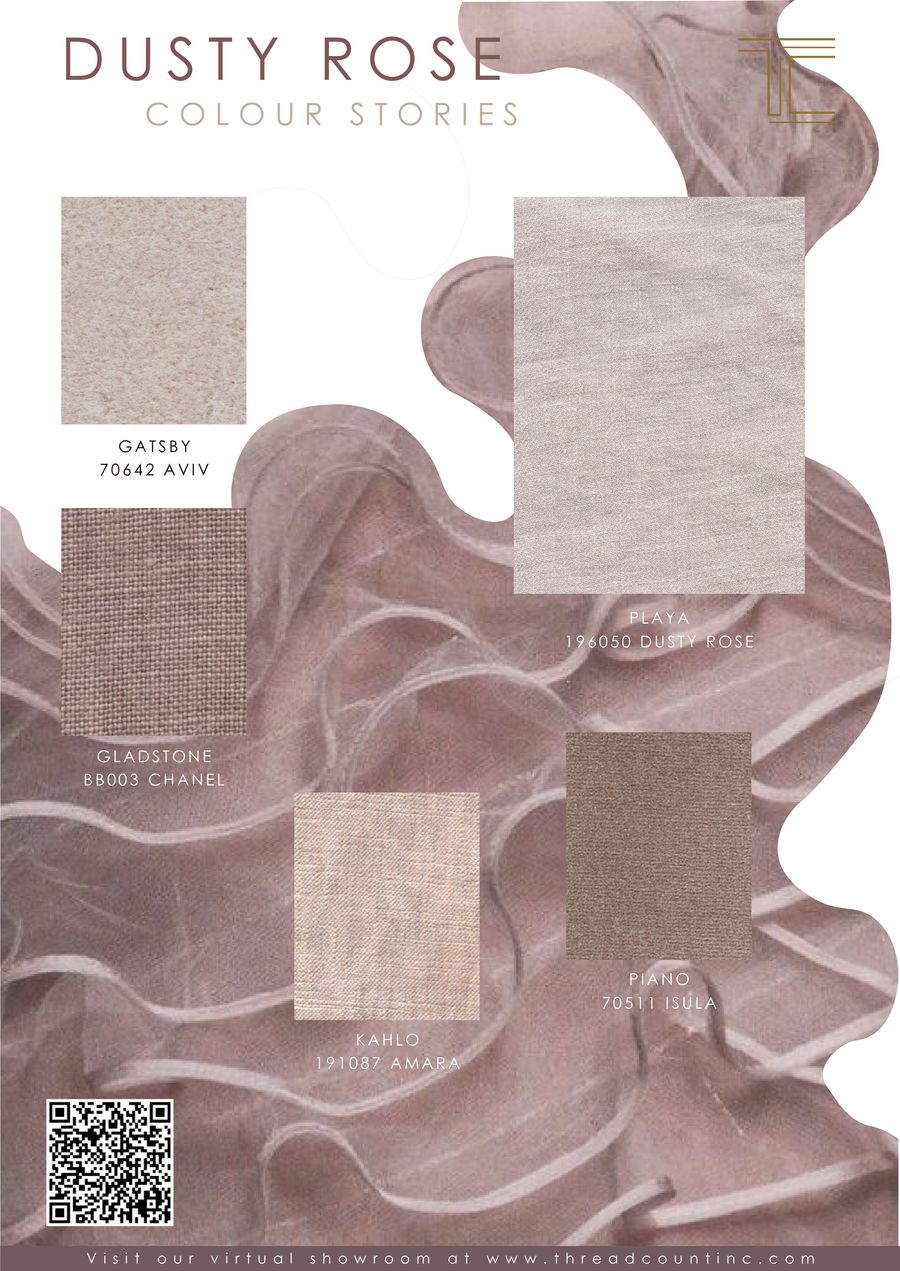 DUSTY ROSE
COLOUR STORIES
GATSBY
70642 AVIV
PLAYA
196050 DUSTY ROSE
GLADSTONE
BB003 CHANEL
PIANO
70511 ISULA
KAHLO
191087 AMARA
Visit our virtual showroom at www.threadcountinc.com